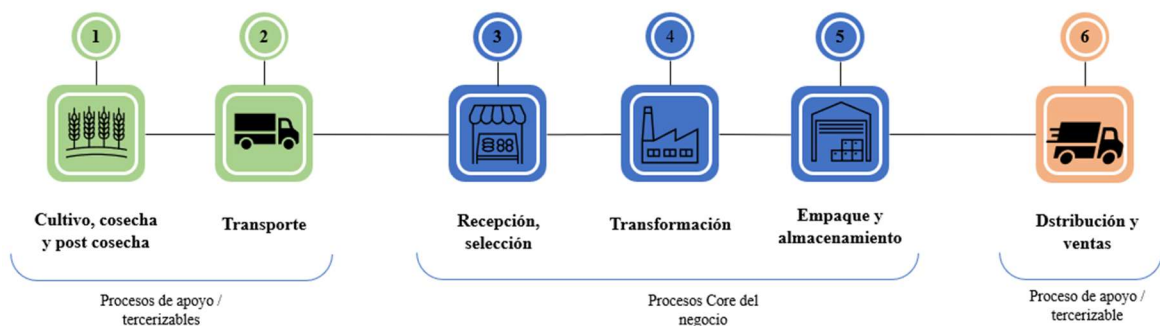 1
2
3
4
5
6
Cultivo, cosecha
y post cosecha
Transporte
Recepción,
selección
Transformación
Empaque y
almacenamiento
Dstribución y
ventas
Procesos de apoyo /
tercerizables
Procesos Core del
negocio
Proceso de apoyo /
tercerizable